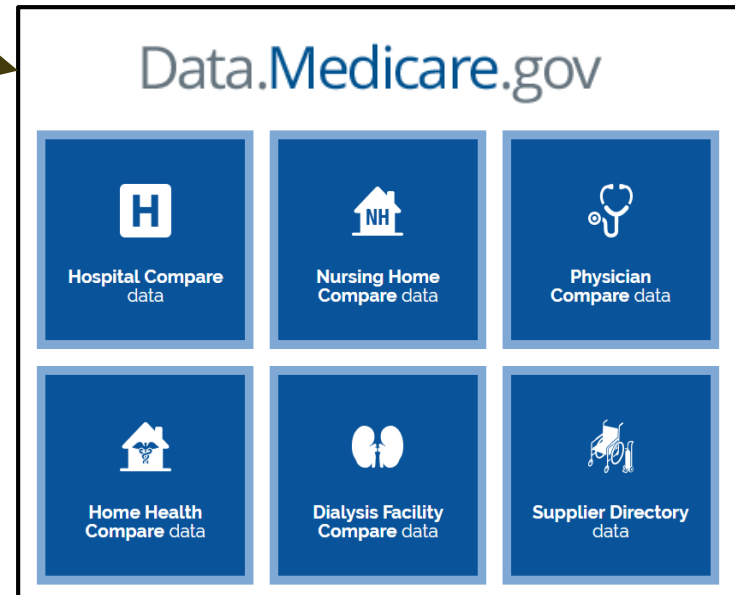 Data.Medicare.gov
H
Hospital Compare
data
NH
Nursing Home
Compare data
Physician
Compare data
Home Health
Compare data
Dialysis Facility
Compare data
Supplier Directory
data